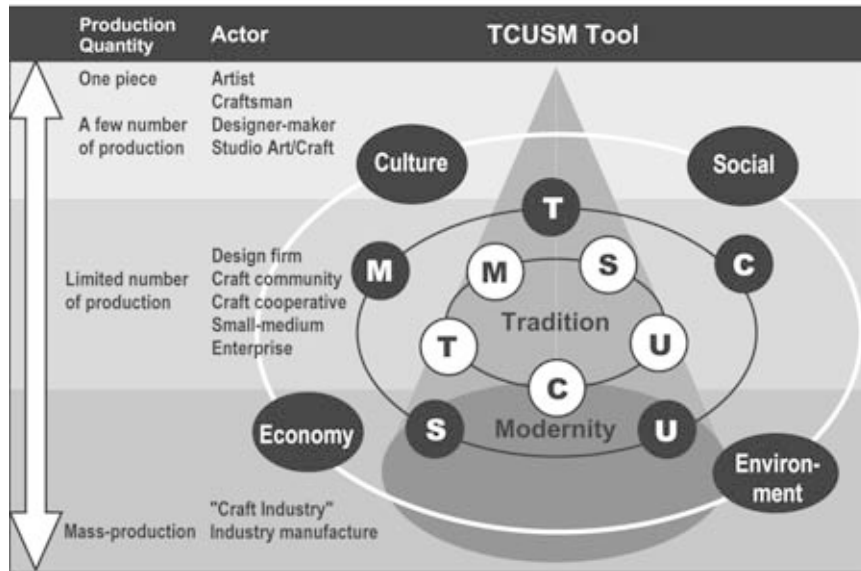 Production
Quantity
Actor
TCUSM Tool
One piece
Artist
Craftsman
A few number
of production
Designer-maker
Studio Art/Craft
Culture
Social
T
M
C
M
S
Limited number
of production
Design firm
Craft community
Craft cooperative
Small-medium
Enterprise
Tradition
T
U
C
Economy
S
Modernity
U
Environ-
ment
Mass-production
"Craft Industry"
Industry manufacture